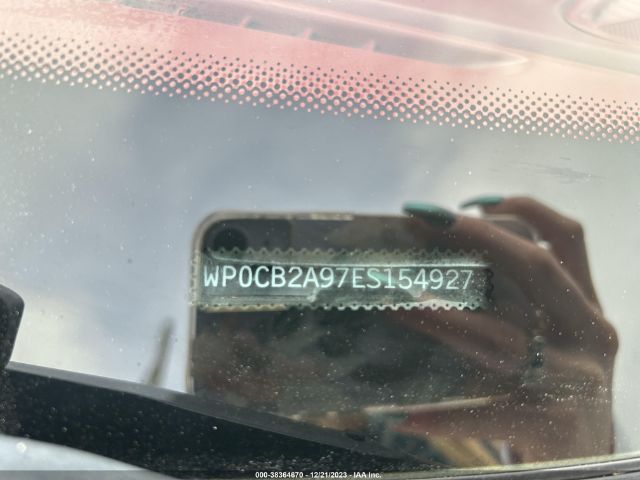 WP0CB2A97ES154927
000-38364670 - 12/21/2023 - IAA, Inc.